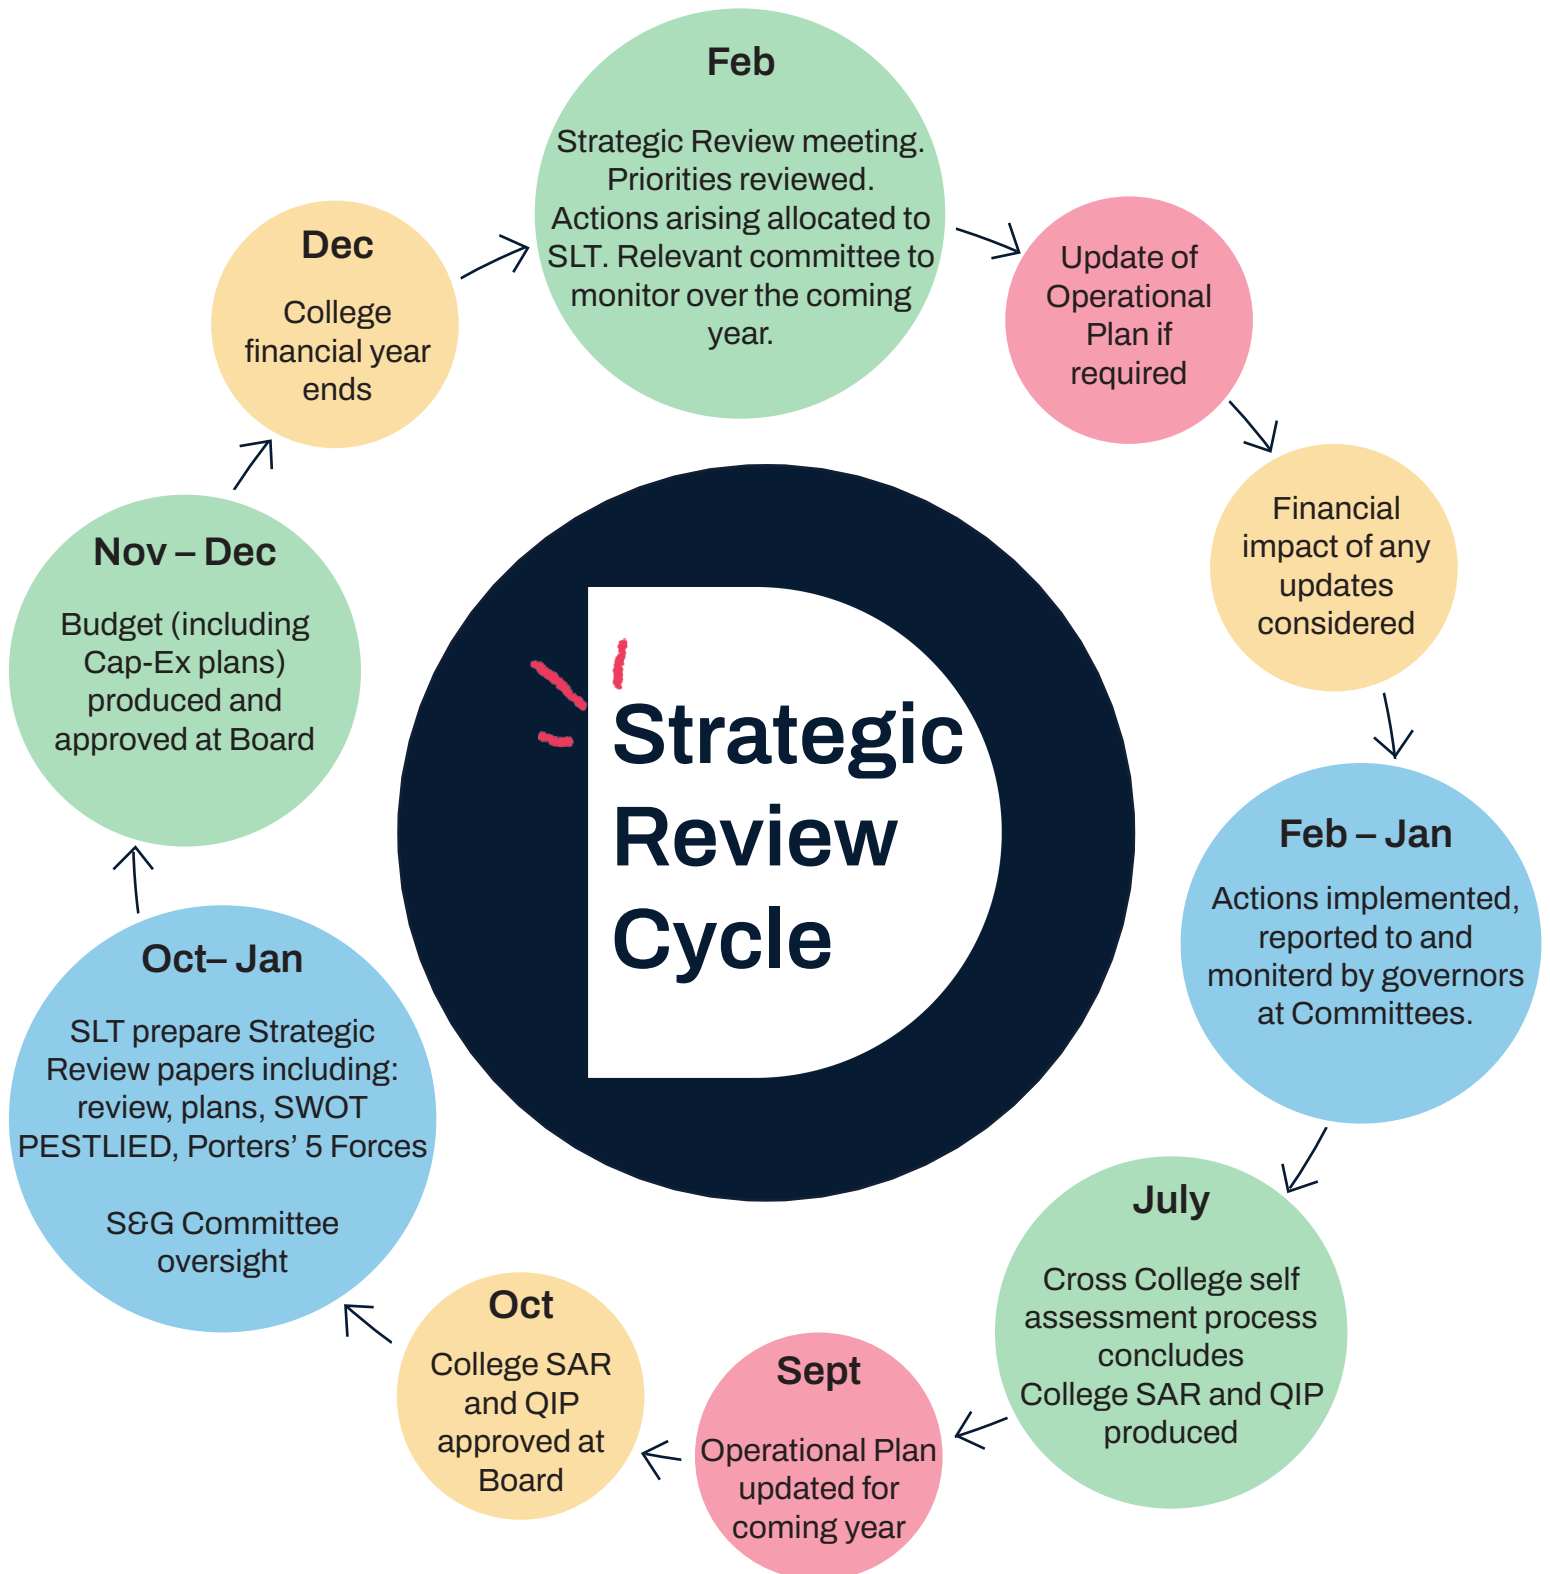 Feb
Strategic Review meeting.
Priorities reviewed.
Actions arising allocated to
SLT. Relevant committee to
monitor over the coming
year.
Update of
Operational
Plan if
required
Financial
impact of any
updates
considered
Feb – Jan
Actions implemented,
reported to and
moniterd by governors
at Committees.
July
Cross College self
assessment process
concludes
College SAR and QIP
produced
Sept
Operational Plan
updated for
coming year
Oct
College SAR
and QIP
approved at
Board
Oct– Jan
SLT prepare Strategic
Review papers including:
review, plans, SWOT
PESTLIED, Porters’ 5 Forces
S&G Committee
oversight
Nov – Dec
Budget (including
Cap-Ex plans)
produced and
approved at Board
Dec
College
financial year
ends
Strategic
Review
Cycle